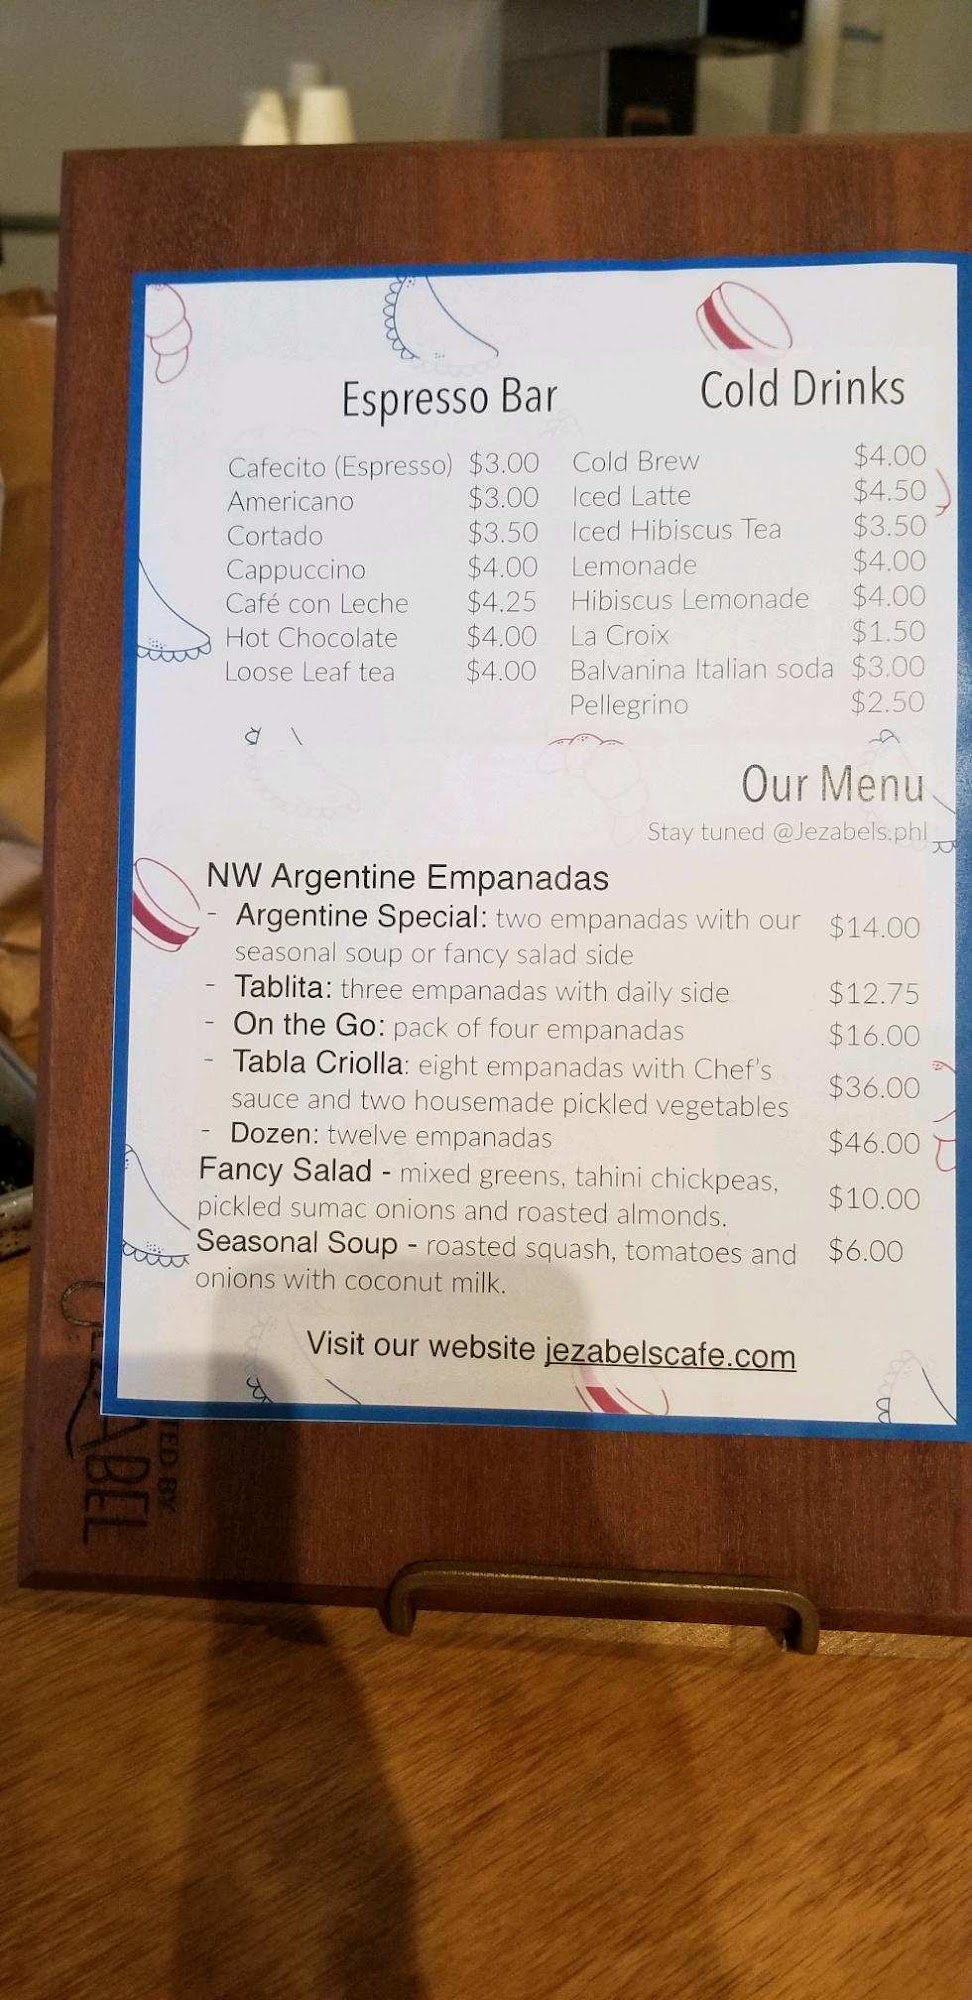 Espresso Bar
Cafecito (Espresso) $3.00
Americano $3.00
Cortado $3.50
Cappuccino $4.00
Café con Leche $4.25
Hot Chocolate $4.00
Loose Leaf tea $4.00
Cold Drinks
Cold Brew $4.00
Iced Latte $4.50
Iced Hibiscus Tea $3.50
Lemonade $4.00
Hibiscus Lemonade $4.00
La Croix $1.50
Balvanina Italian soda $3.00
Pellegrino $2.50
Our Menu
Stay tuned @Jezabels.phl
NW Argentine Empanadas
- Argentine Special: two empanadas with our $14.00
seasonal soup or fancy salad side
- Tablita: three empanadas with daily side $12.75
- On the Go: pack of four empanadas $16.00
- Tabla Criolla: eight empanadas with Chef's $36.00
sauce and two housemade pickled vegetables
- Dozen: twelve empanadas $46.00
Fancy Salad - mixed greens, tahini chickpeas, $10.00
pickled sumac onions and roasted almonds.
Seasonal Soup - roasted squash, tomatoes and $6.00
onions with coconut milk.
Visit our website jezabelscafe.com